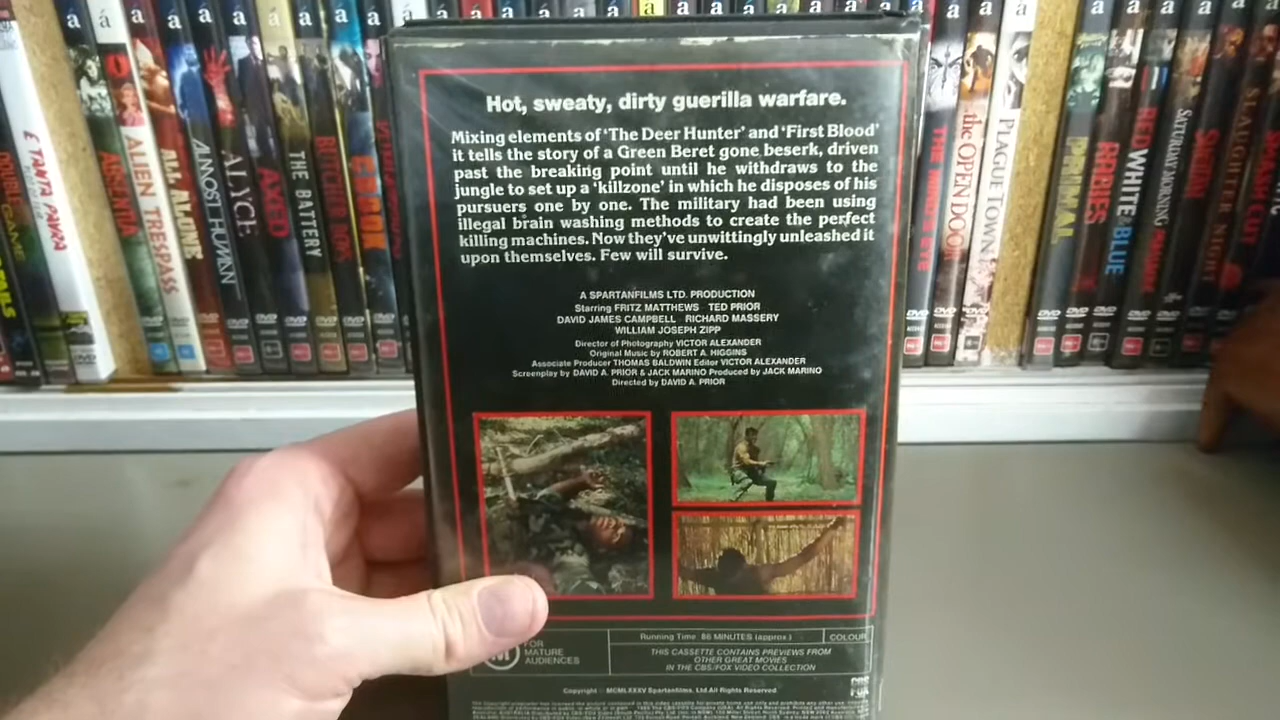 Hot, sweaty, dirty guerilla warfare.
Mixing elements of 'The Deer Hunter' and 'First Blood'
it tells the story of a Green Beret gone beserk, driven
past the breaking point until he withdraws to the
jungle to set up a 'killzone' in which he disposes of his
pursuers one by one. The military had been using
illegal brain washing methods to create the perfect
killing machines. Now they've unwittingly unleashed it
upon themselves. Few will survive.
A SPARTANFILMS LTD. PRODUCTION
Starring FRITZ MATTHEWS TED PRIOR
DAVID JAMES CAMPBELL RICHARD MASSERY
WILLIAM JOSEPH ZIPP
Director of Photography VICTOR ALEXANDER
Original Music by ROBERT A. HIGGINS
Associate Producer THOMAS BALDWIN Editor VICTOR ALEXANDER
Screenplay by DAVID A. PRIOR & JACK MARINO Produced by JACK MARINO
Directed by DAVID A. PRIOR
FOR
MATURE
AUDIENCES
Running Time 86 MINUTES (approx.)
COLOUR
THIS CASSETTE CONTAINS PREVIEWS FROM
OTHER GREAT MOVIES
IN THE CBS/FOX VIDEO COLLECTION
Copyright MCMLXXXV Spartanfilms, Ltd. All Rights Reserved
CBS
FOX
ABSENTIA
ALIEN TRESPASS
ALL ALONE
ALMOST HUMAN
ALYCE
AXED
THE BATTERY
the OPEN DOOR
PLAGUE TOWN
PRIMAL
RABIES
RED WHITE & BLUE
SATURDAY MORNING
SLAUGHTER NIGHT